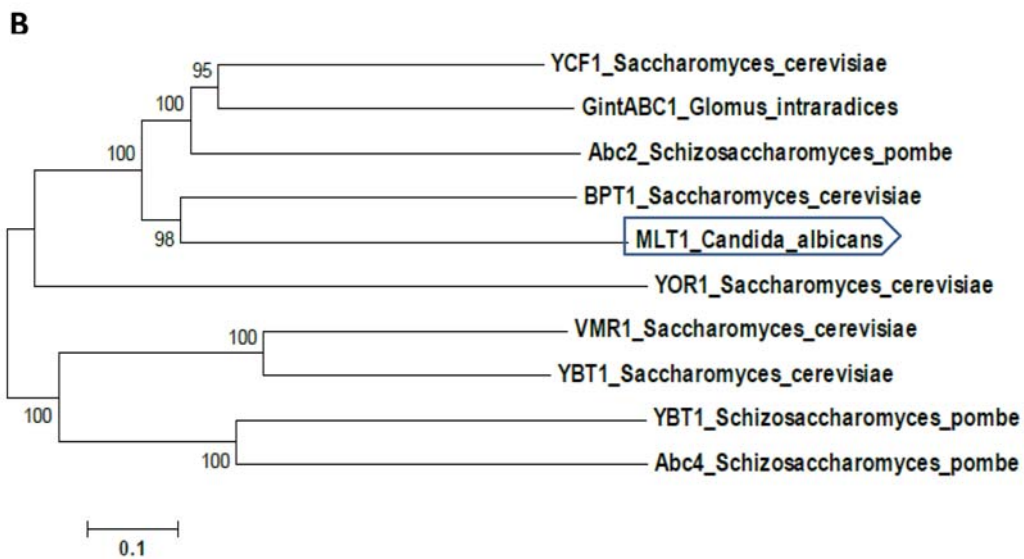 B
YCF1_Saccharomyces_cerevisiae
95
GintABC1_Glomus_intraradices
100
Abc2_Schizosaccharomyces_pombe
100
BPT1_Saccharomyces_cerevisiae
98
MLT1_Candida_albicans
YOR1_Saccharomyces_cerevisiae
VMR1_Saccharomyces_cerevisiae
100
YBT1_Saccharomyces_cerevisiae
100
YBT1_Schizosaccharomyces_pombe
100
Abc4_Schizosaccharomyces_pombe
0.1